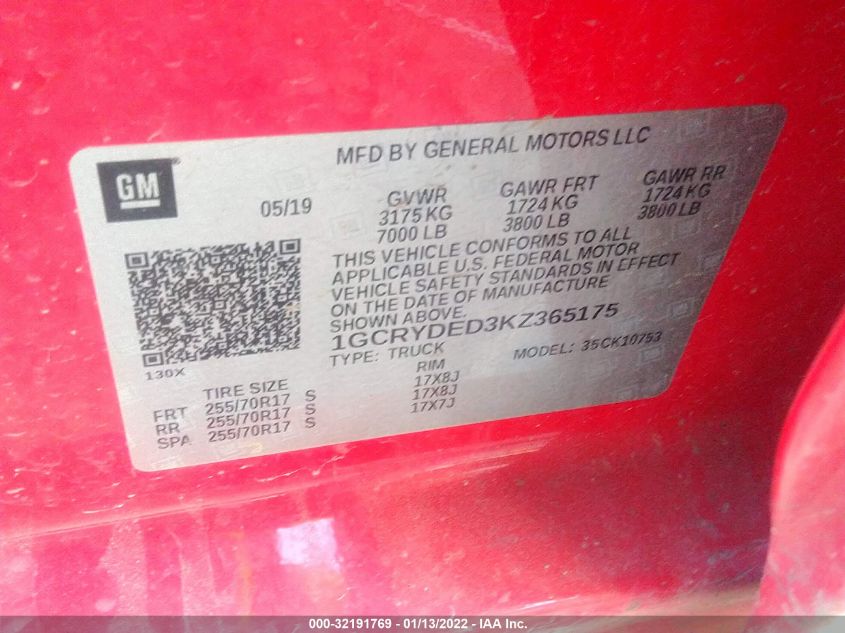 GM
MFD BY GENERAL MOTORS LLC
05/19
GVWR GAWR FRT GAWR RR
3175 KG 1724 KG 1724 KG
7000 LB 3800 LB 3800 LB
THIS VEHICLE CONFORMS TO ALL
APPLICABLE U.S. FEDERAL MOTOR
VEHICLE SAFETY STANDARDS IN EFFECT
ON THE DATE OF MANUFACTURE
SHOWN ABOVE.
1GCRYDED3KZ365175
TYPE: TRUCK MODEL: 35CK10753
130X
TIRE SIZE RIM
FRT 255/70R17 S 17X8J
RR 255/70R17 S 17X8J
SPA 255/70R17 S 17X7J
000-32191769 - 01/13/2022 - IAA Inc.